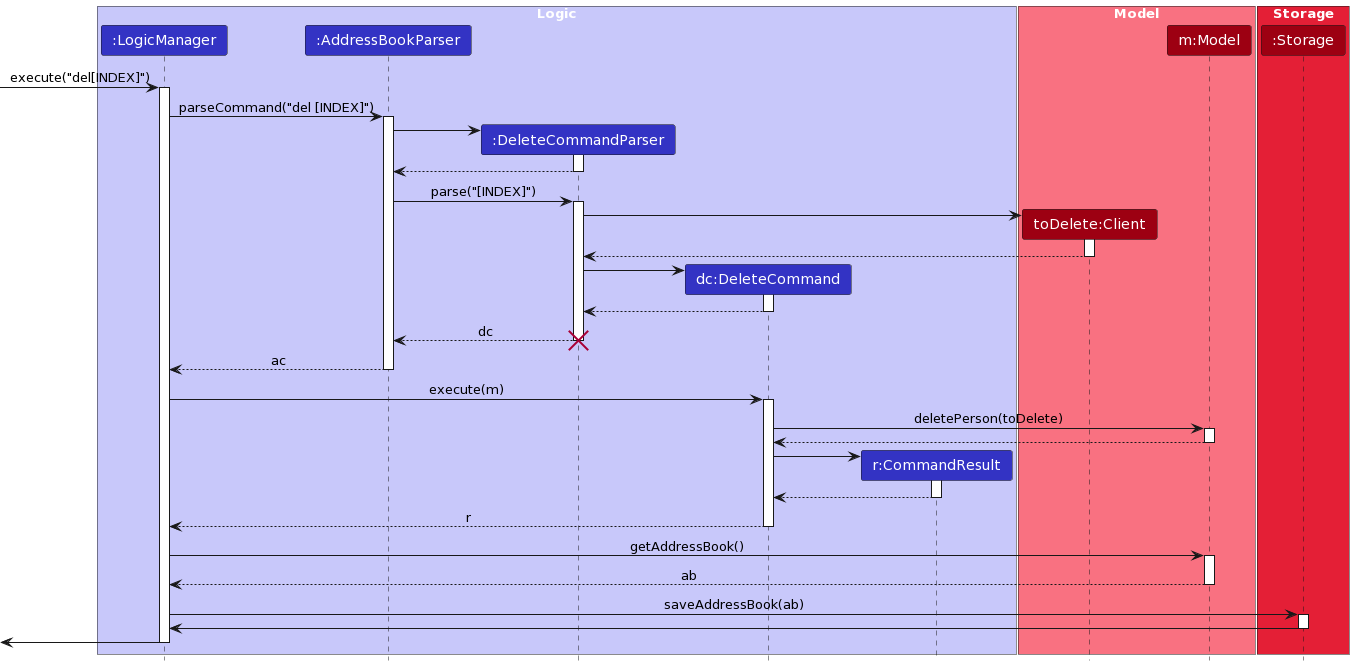 Logic
Model
Storage
:LogicManager
:AddressBookParser
m:Model
:Storage
execute("del[INDEX]")
parseCommand("del [INDEX]")
:DeleteCommandParser
parse("[INDEX]")
toDelete:Client
dc:DeleteCommand
dc
ac
execute(m)
deletePerson(toDelete)
r:CommandResult
r
getAddressBook()
ab
saveAddressBook(ab)